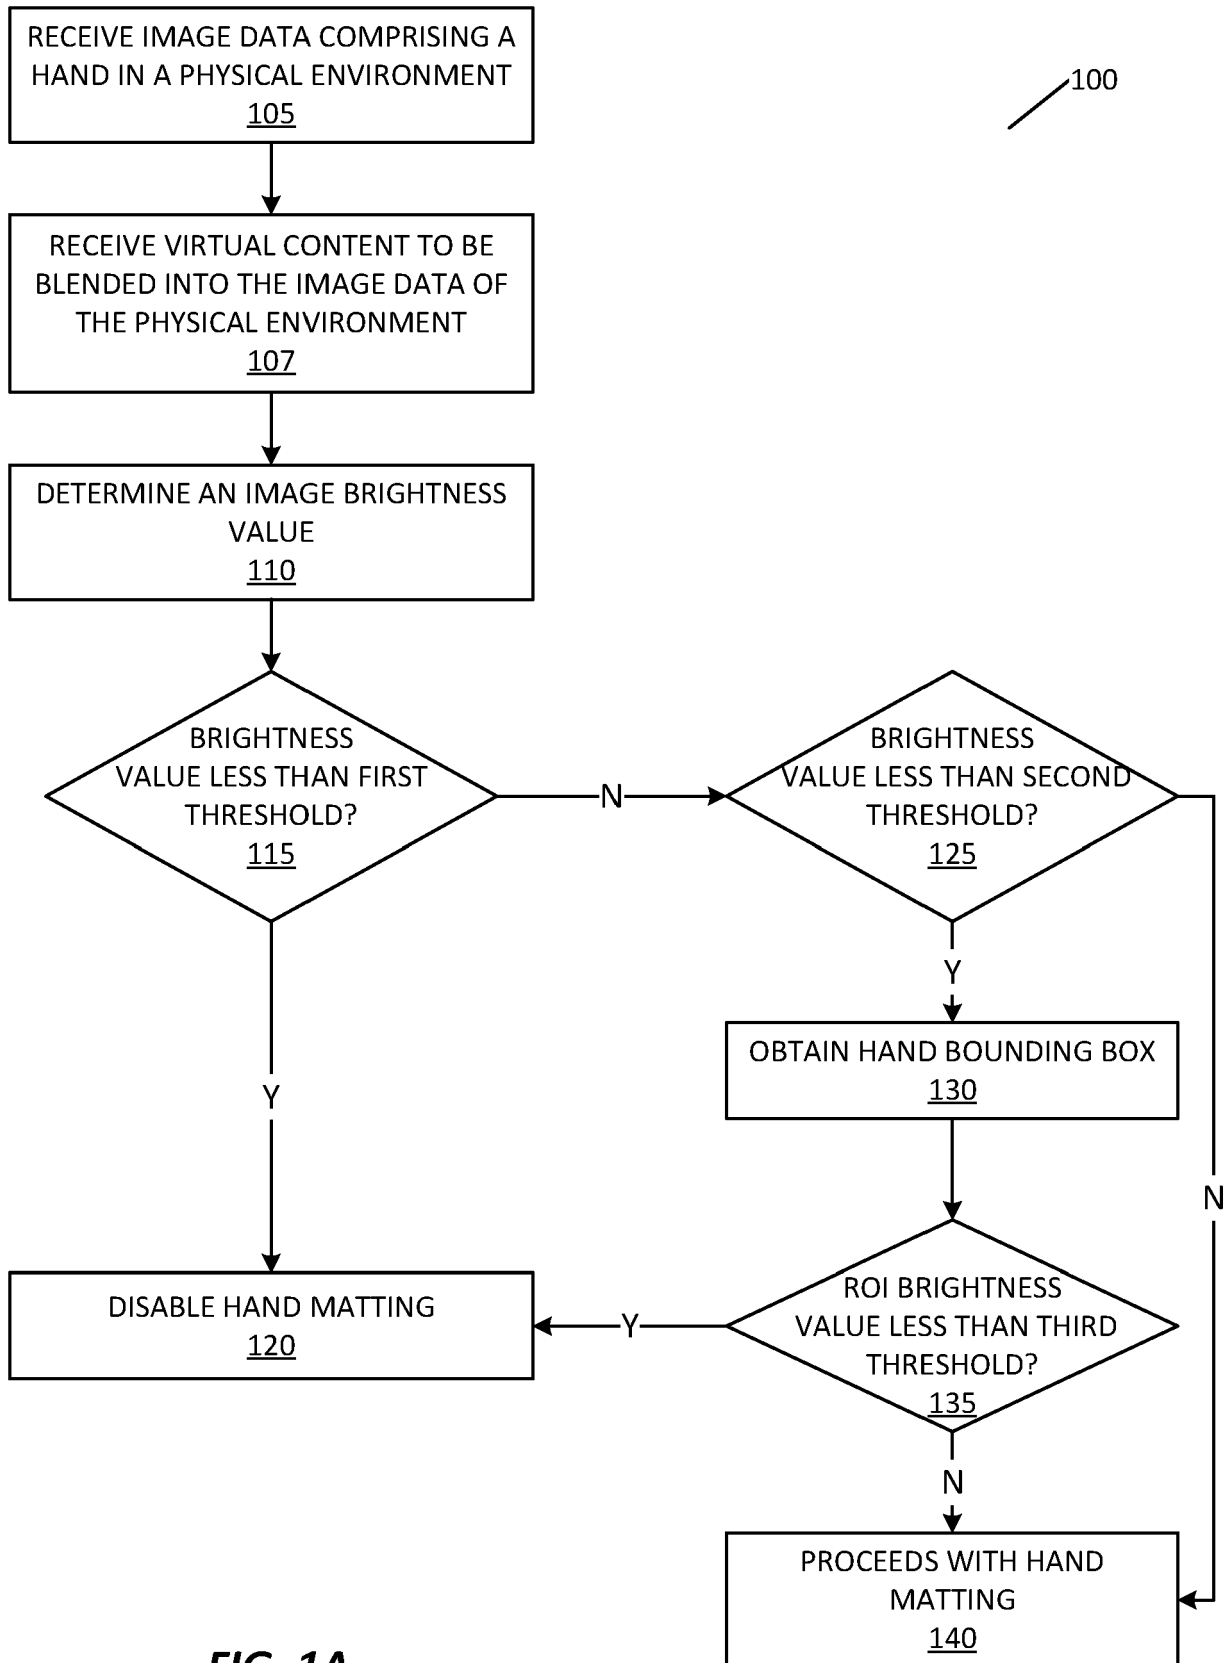 RECEIVE IMAGE DATA COMPRISING A
HAND IN A PHYSICAL ENVIRONMENT
105
100
RECEIVE VIRTUAL CONTENT TO BE
BLENDED INTO THE IMAGE DATA OF
THE PHYSICAL ENVIRONMENT
107
DETERMINE AN IMAGE BRIGHTNESS
VALUE
110
BRIGHTNESS
VALUE LESS THAN FIRST
THRESHOLD?
115
N
BRIGHTNESS
VALUE LESS THAN SECOND
THRESHOLD?
125
Y
OBTAIN HAND BOUNDING BOX
130
Y
N
DISABLE HAND MATTING
120
Y
ROI BRIGHTNESS
VALUE LESS THAN THIRD
THRESHOLD?
135
N
PROCEEDS WITH HAND
MATTING
140
FIG. 1A